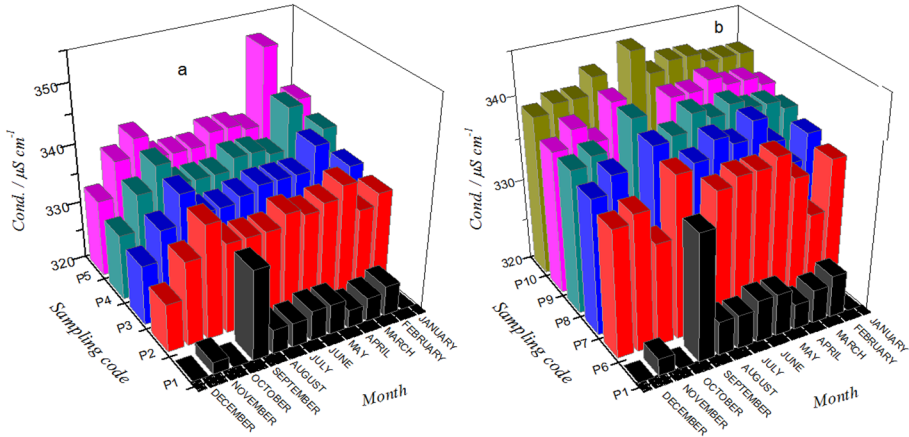 a
350
340
330
320
Cond. / µS cm⁻¹
P5
P4
P3
P2
P1
Sampling code
JANUARY
FEBRUARY
MARCH
APRIL
MAY
JUNE
JULY
AUGUST
SEPTEMBER
OCTOBER
NOVEMBER
DECEMBER
Month
b
340
330
320
Cond. / µS cm⁻¹
P10
P9
P8
P7
P6
P1
Sampling code
JANUARY
FEBRUARY
MARCH
APRIL
MAY
JUNE
JULY
AUGUST
SEPTEMBER
OCTOBER
NOVEMBER
DECEMBER
Month